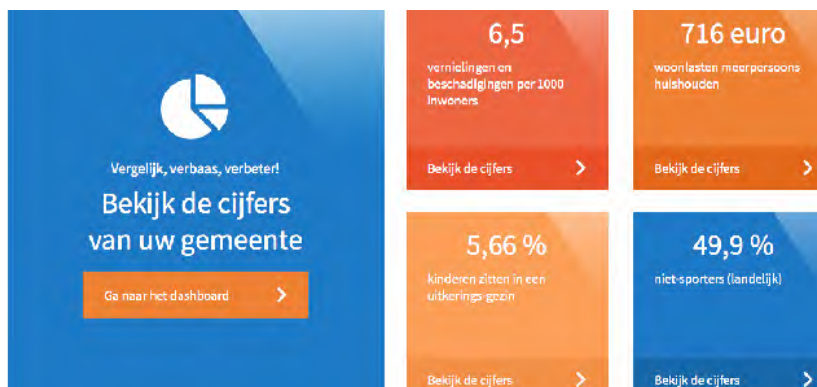 Vergelijk, verbaas, verbeter!
Bekijk de cijfers
van uw gemeente
Ga naar het dashboard
6,5
vernielingen en
beschadigingen per 1000
inwoners
Bekijk de cijfers
716 euro
woonlasten meerpersoons
huishouden
Bekijk de cijfers
5,66 %
kinderen zitten in een
uitkerings-gezin
Bekijk de cijfers
49,9 %
niet-sporters (landelijk)
Bekijk de cijfers